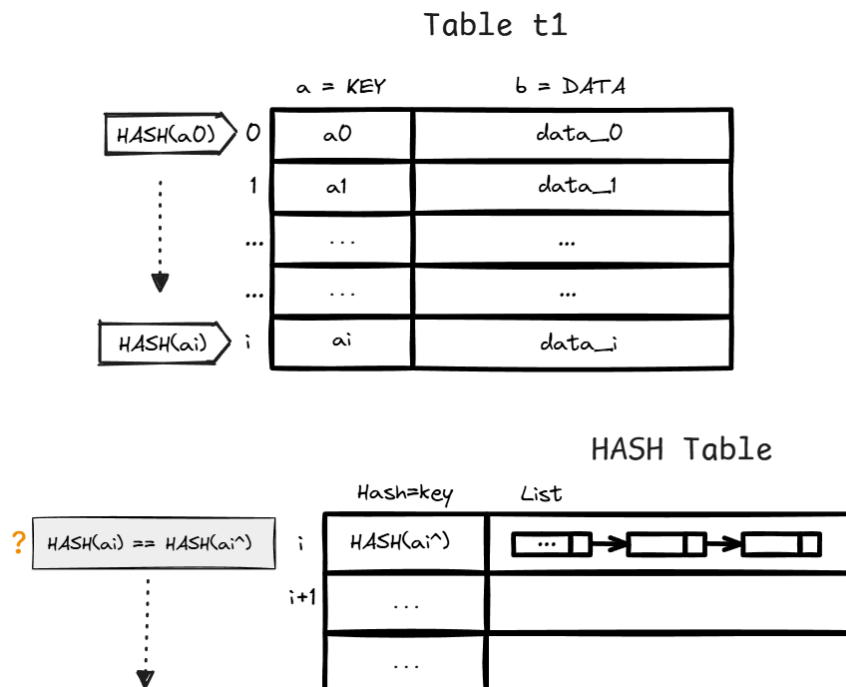 Table t1
a = KEY b = DATA
HASH(a0) 0 a0 data_0
1 a1 data_1
... ... ...
... ... ...
HASH(ai) i ai data_i
HASH Table
Hash=key List
? HASH(ai) == HASH(ai^) i HASH(ai^) ...
i+1 ...
...